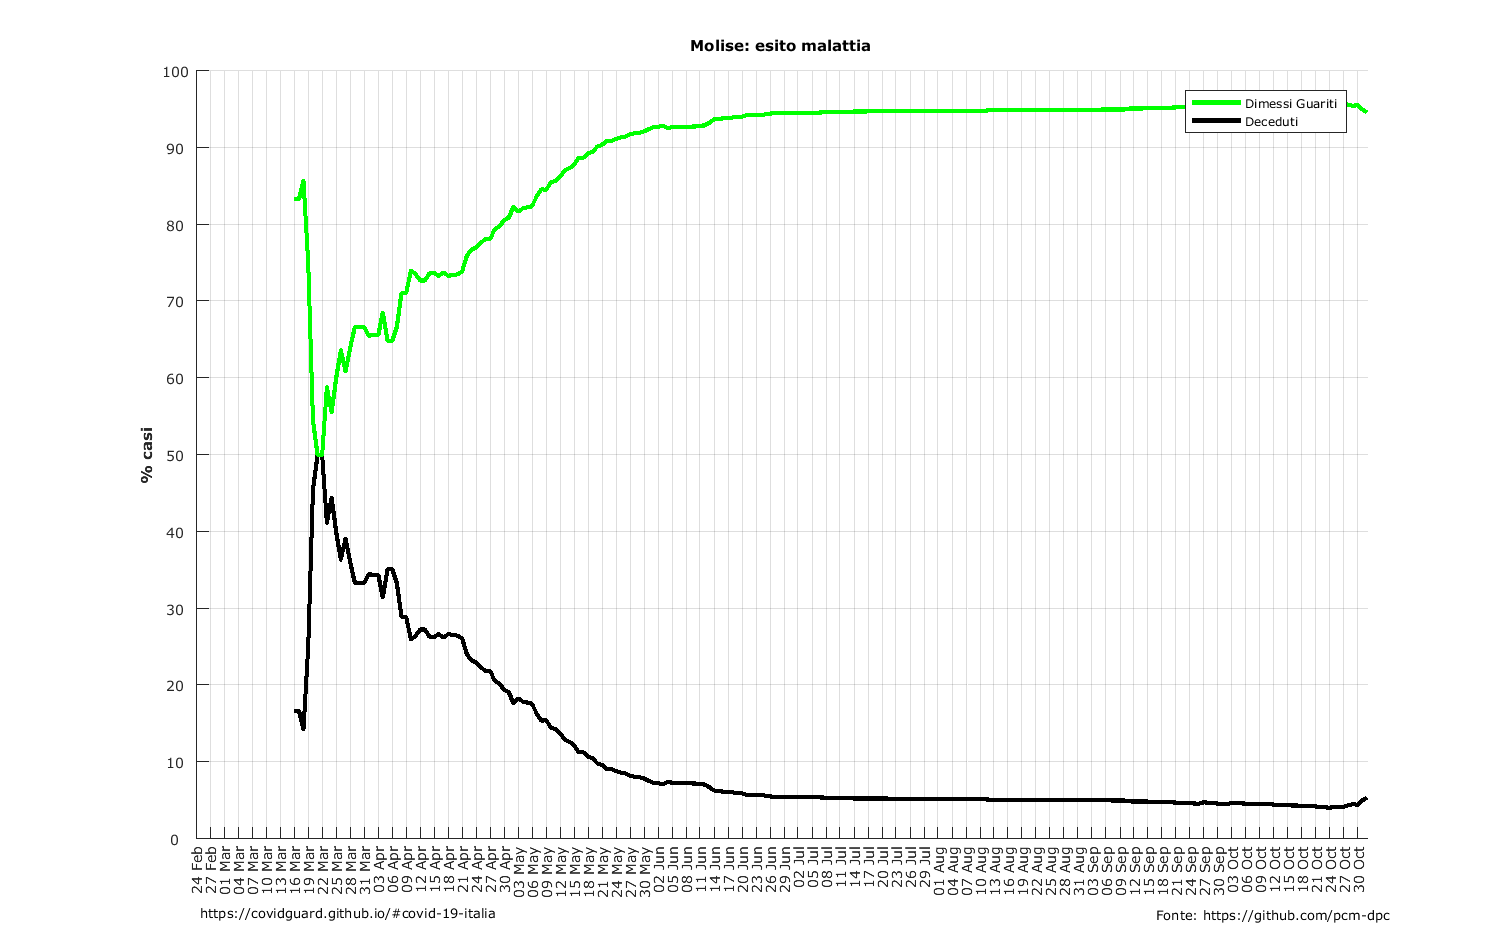 Molise: esito malattia
% casi
100
90
80
70
60
50
40
30
20
10
0
Dimessi Guariti
Deceduti
24 Feb
27 Feb
01 Mar
04 Mar
07 Mar
10 Mar
13 Mar
16 Mar
19 Mar
22 Mar
25 Mar
28 Mar
31 Mar
03 Apr
06 Apr
09 Apr
12 Apr
15 Apr
18 Apr
21 Apr
24 Apr
27 Apr
30 Apr
03 May
06 May
09 May
12 May
15 May
18 May
21 May
24 May
27 May
30 May
02 Jun
05 Jun
08 Jun
11 Jun
14 Jun
17 Jun
20 Jun
23 Jun
26 Jun
29 Jun
02 Jul
05 Jul
08 Jul
11 Jul
14 Jul
17 Jul
20 Jul
23 Jul
26 Jul
29 Jul
01 Aug
04 Aug
07 Aug
10 Aug
13 Aug
16 Aug
19 Aug
22 Aug
25 Aug
28 Aug
31 Aug
03 Sep
06 Sep
09 Sep
12 Sep
15 Sep
18 Sep
21 Sep
24 Sep
27 Sep
30 Sep
03 Oct
06 Oct
09 Oct
12 Oct
15 Oct
18 Oct
21 Oct
24 Oct
27 Oct
30 Oct
https://covidguard.github.io/#covid-19-italia
Fonte: https://github.com/pcm-dpc